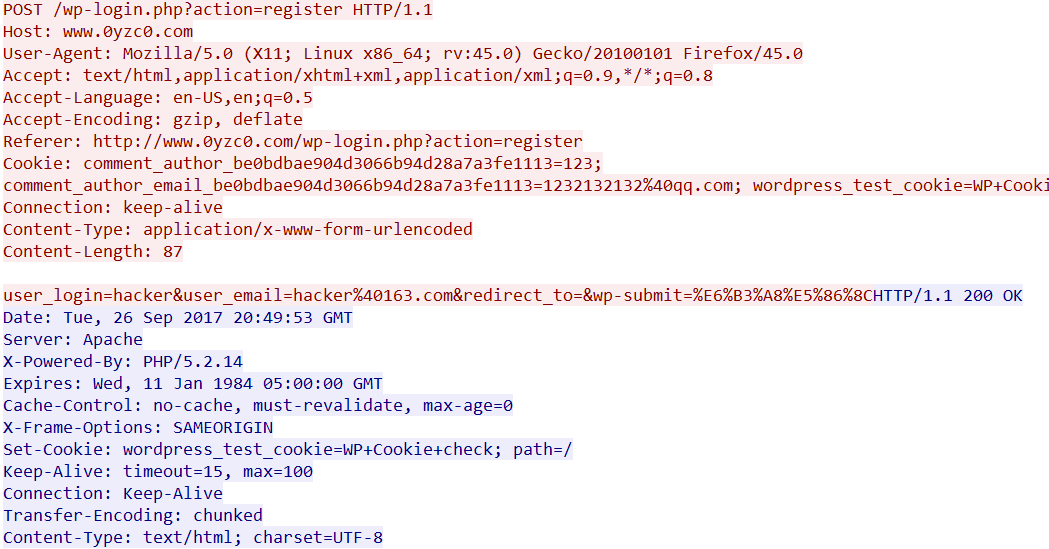 POST /wp-login.php?action=register HTTP/1.1
Host: www.0yzc0.com
User-Agent: Mozilla/5.0 (X11; Linux x86_64; rv:45.0) Gecko/20100101 Firefox/45.0
Accept: text/html,application/xhtml+xml,application/xml;q=0.9,*/*;q=0.8
Accept-Language: en-US,en;q=0.5
Accept-Encoding: gzip, deflate
Referer: http://www.0yzc0.com/wp-login.php?action=register
Cookie: comment_author_be0bdbae904d3066b94d28a7a3fe1113=123;
comment_author_email_be0bdbae904d3066b94d28a7a3fe1113=1232132132%40qq.com; wordpress_test_cookie=WP+Cooki
Connection: keep-alive
Content-Type: application/x-www-form-urlencoded
Content-Length: 87
user_login=hacker&user_email=hacker%40163.com&redirect_to=&wp-submit=%E6%B3%A8%E5%86%8CHTTP/1.1 200 OK
Date: Tue, 26 Sep 2017 20:49:53 GMT
Server: Apache
X-Powered-By: PHP/5.2.14
Expires: Wed, 11 Jan 1984 05:00:00 GMT
Cache-Control: no-cache, must-revalidate, max-age=0
X-Frame-Options: SAMEORIGIN
Set-Cookie: wordpress_test_cookie=WP+Cookie+check; path=/
Keep-Alive: timeout=15, max=100
Connection: Keep-Alive
Transfer-Encoding: chunked
Content-Type: text/html; charset=UTF-8